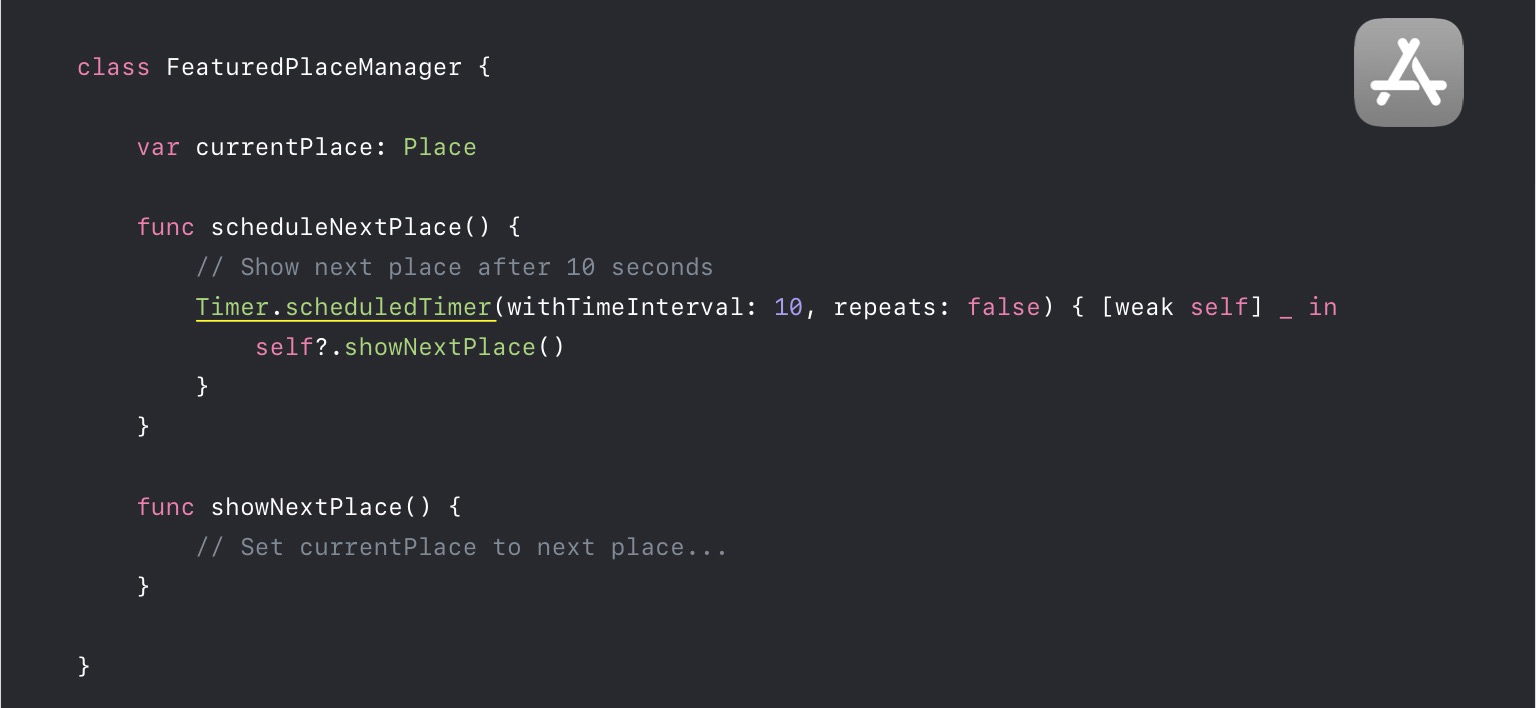 class FeaturedPlaceManager {
var currentPlace: Place
func scheduleNextPlace() {
// Show next place after 10 seconds
Timer.scheduledTimer(withTimeInterval: 10, repeats: false) { [weak self] _ in
self?.showNextPlace()
}
}
func showNextPlace() {
// Set currentPlace to next place...
}
}